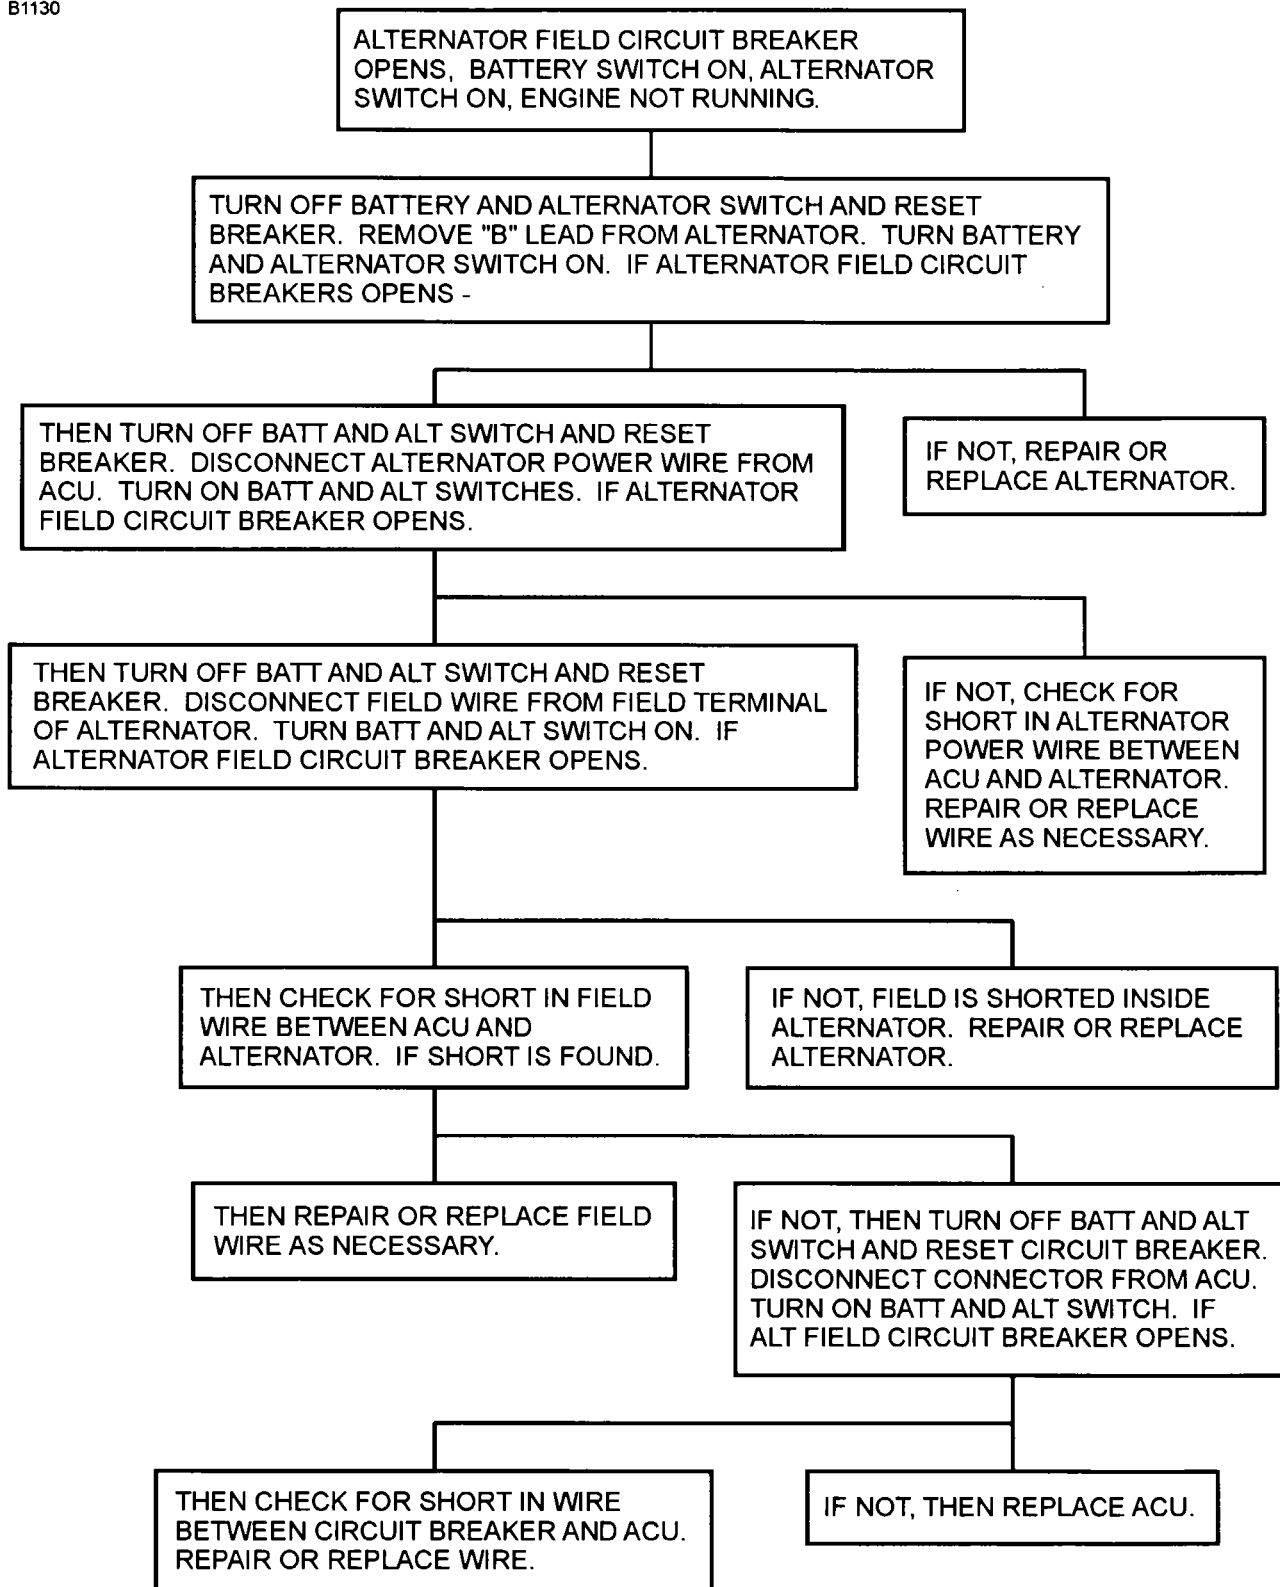 B1130
ALTERNATOR FIELD CIRCUIT BREAKER
OPENS, BATTERY SWITCH ON, ALTERNATOR
SWITCH ON, ENGINE NOT RUNNING.
TURN OFF BATTERY AND ALTERNATOR SWITCH AND RESET
BREAKER. REMOVE "B" LEAD FROM ALTERNATOR. TURN BATTERY
AND ALTERNATOR SWITCH ON. IF ALTERNATOR FIELD CIRCUIT
BREAKERS OPENS -
THEN TURN OFF BATT AND ALT SWITCH AND RESET
BREAKER. DISCONNECT ALTERNATOR POWER WIRE FROM
ACU. TURN ON BATT AND ALT SWITCHES. IF ALTERNATOR
FIELD CIRCUIT BREAKER OPENS.
IF NOT, REPAIR OR
REPLACE ALTERNATOR.
THEN TURN OFF BATT AND ALT SWITCH AND RESET
BREAKER. DISCONNECT FIELD WIRE FROM FIELD TERMINAL
OF ALTERNATOR. TURN BATT AND ALT SWITCH ON. IF
ALTERNATOR FIELD CIRCUIT BREAKER OPENS.
IF NOT, CHECK FOR
SHORT IN ALTERNATOR
POWER WIRE BETWEEN
ACU AND ALTERNATOR.
REPAIR OR REPLACE
WIRE AS NECESSARY.
THEN CHECK FOR SHORT IN FIELD
WIRE BETWEEN ACU AND
ALTERNATOR. IF SHORT IS FOUND.
IF NOT, FIELD IS SHORTED INSIDE
ALTERNATOR. REPAIR OR REPLACE
ALTERNATOR.
THEN REPAIR OR REPLACE FIELD
WIRE AS NECESSARY.
IF NOT, THEN TURN OFF BATT AND ALT
SWITCH AND RESET CIRCUIT BREAKER.
DISCONNECT CONNECTOR FROM ACU.
TURN ON BATT AND ALT SWITCH. IF
ALT FIELD CIRCUIT BREAKER OPENS.
THEN CHECK FOR SHORT IN WIRE
BETWEEN CIRCUIT BREAKER AND ACU.
REPAIR OR REPLACE WIRE.
IF NOT, THEN REPLACE ACU.